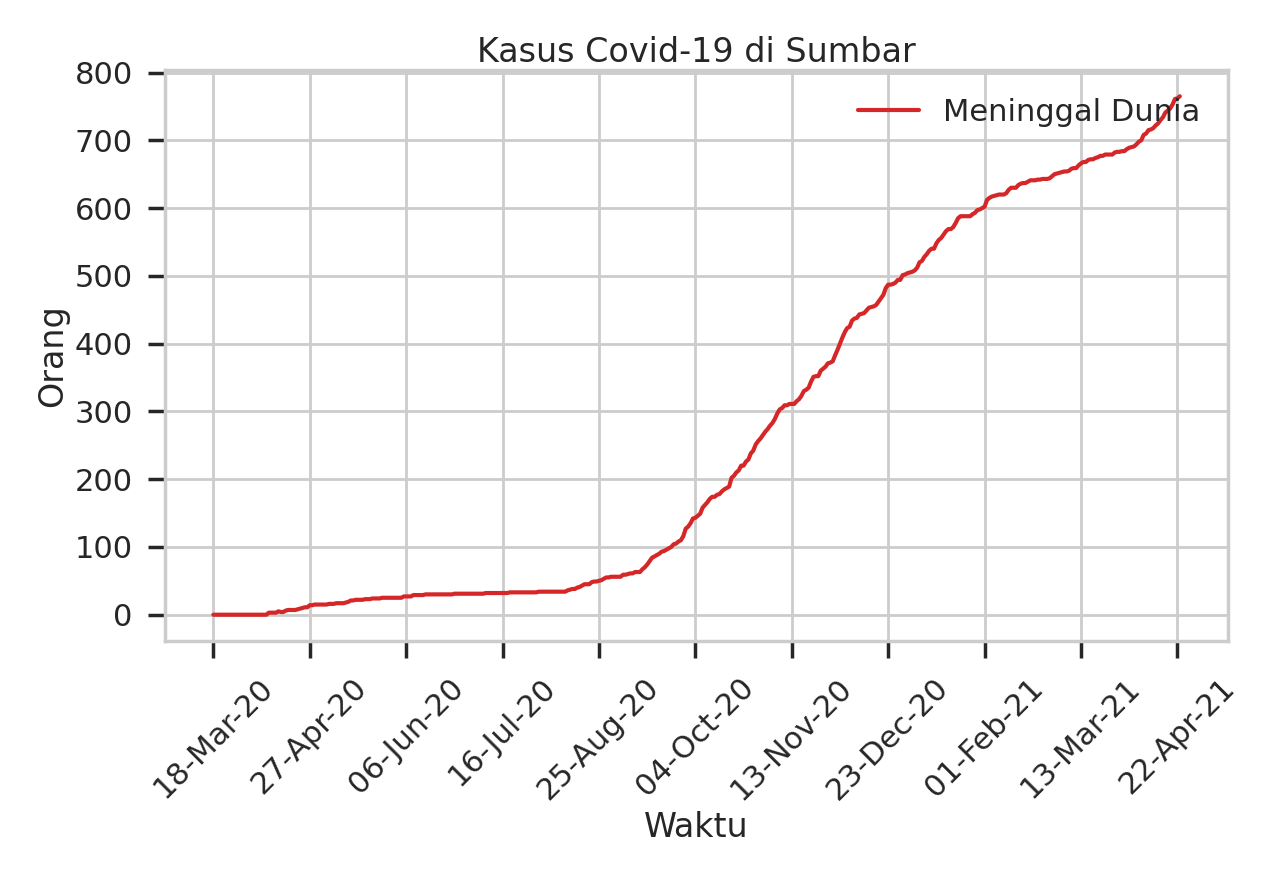 Kasus Covid-19 di Sumbar
Meninggal Dunia
Orang
800
700
600
500
400
300
200
100
0
18-Mar-20
27-Apr-20
06-Jun-20
16-Jul-20
25-Aug-20
04-Oct-20
13-Nov-20
23-Dec-20
01-Feb-21
13-Mar-21
22-Apr-21
Waktu